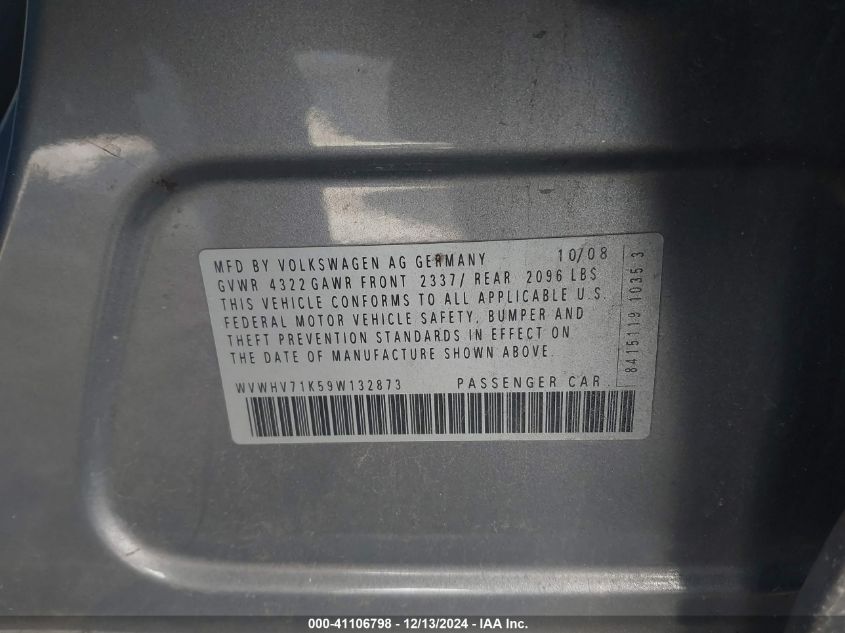 MFD BY VOLKSWAGEN AG GERMANY 10/08
GVWR 4322 GAWR FRONT 2337/ REAR 2096 LBS
THIS VEHICLE CONFORMS TO ALL APPLICABLE U.S.
FEDERAL MOTOR VEHICLE SAFETY, BUMPER AND
THEFT PREVENTION STANDARDS IN EFFECT ON
THE DATE OF MANUFACTURE SHOWN ABOVE.
WVWHV71K59W132873 PASSENGER CAR
8415119 1035 3
000-41106798 - 12/13/2024 - IAA Inc.